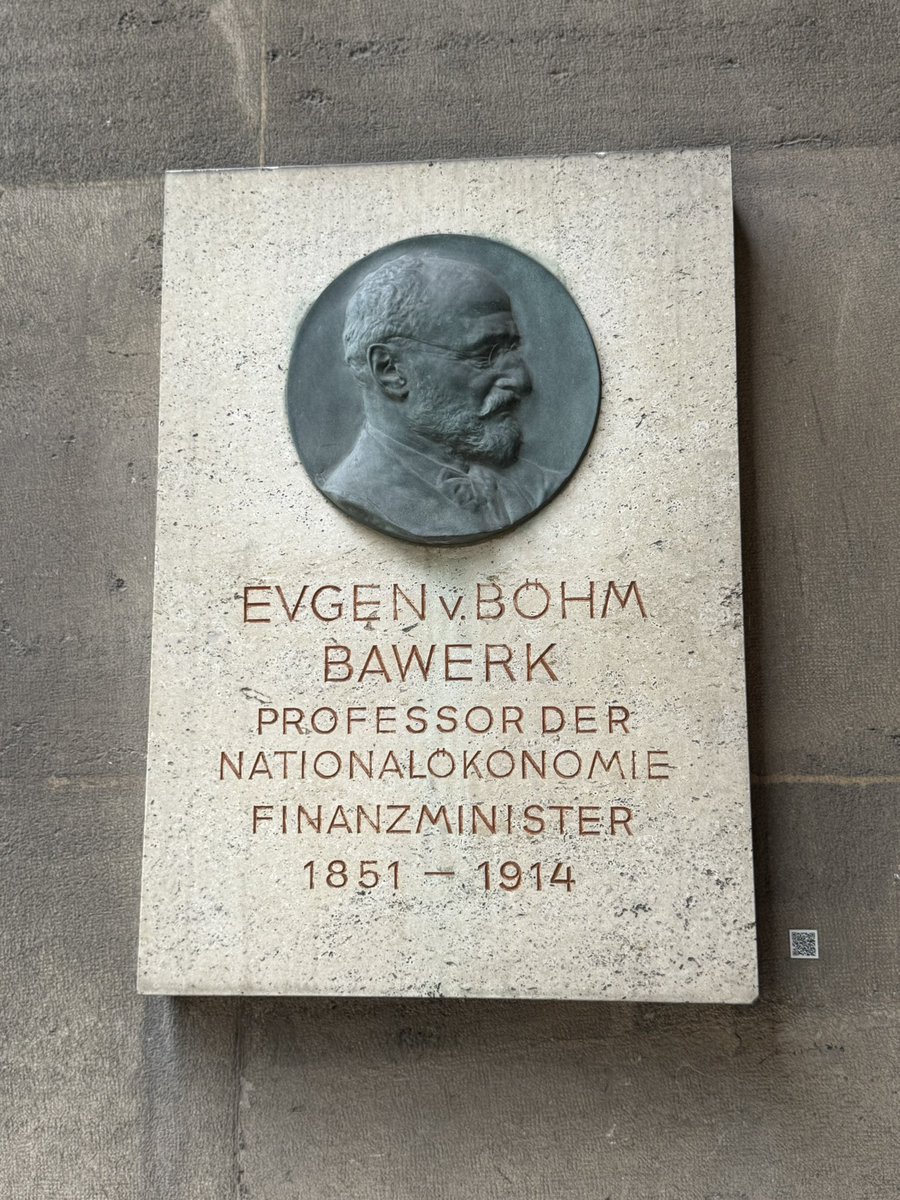 EVGEN V. BÖHM
BAWERK
PROFESSOR DER
NATIONALÖKONOMIE
FINANZMINISTER
1851 – 1914